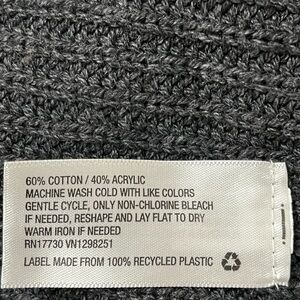 60% COTTON / 40% ACRYLIC
MACHINE WASH COLD WITH LIKE COLORS
GENTLE CYCLE, ONLY NON-CHLORINE BLEACH
IF NEEDED, RESHAPE AND LAY FLAT TO DRY
WARM IRON IF NEEDED
RN17730 VN1298251
LABEL MADE FROM 100% RECYCLED PLASTIC